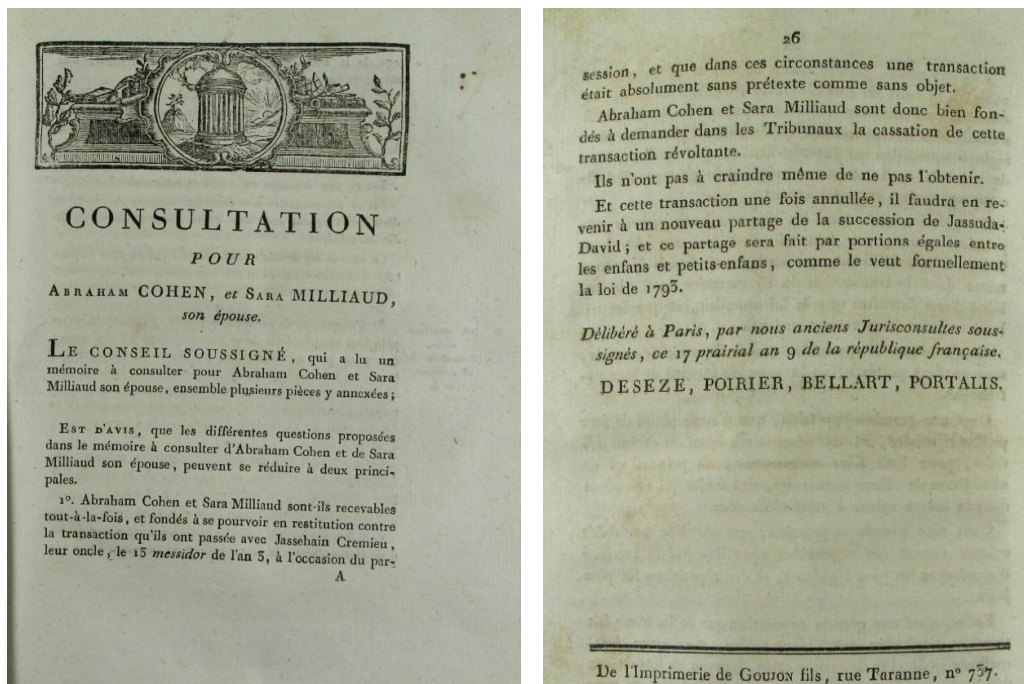 CONSULTATION
POUR
ABRAHAM COHEN, et SARA MILLIAUD,
son épouse.
LE CONSEIL SOUSSIGNÉ, qui a lu un
mémoire à consulter pour Abraham Cohen et Sara
Milliaud son épouse, ensemble plusieurs pièces y annexées;
EST D'AVIS, que les différentes questions proposées
dans le mémoire à consulter d'Abraham Cohen et de Sara
Milliaud son épouse, peuvent se réduire à deux princi-
pales.
1º. Abraham Cohen et Sara Milliaud sont-ils recevables
tout-à-la-fois, et fondés à se pourvoir en restitution contre
la transaction qu'ils ont passée avec Jassehain Cremieu,
leur oncle, le 13 messidor de l'an 3, à l'occasion du par-
A
26
session, et que dans ces circonstances une transaction
était absolument sans prétexte comme sans objet.
Abraham Cohen et Sara Milliaud sont donc bien fon-
dés à demander dans les Tribunaux la cassation de cette
transaction révoltante.
Ils n'ont pas à craindre même de ne pas l'obtenir.
Et cette transaction une fois annullée, il faudra en re-
venir à un nouveau partage de la succession de Jassuda-
David; et ce partage sera fait par portions égales entre
les enfans et petits-enfans, comme le veut formellement
la loi de 1793.
Délibéré à Paris, par nous anciens Jurisconsultes sous-
signés, ce 17 prairial an 9 de la république française.
DESEZE, POIRIER, BELLART, PORTALIS.
De l'Imprimerie de GOUJON fils, rue Taranne, nº 737.